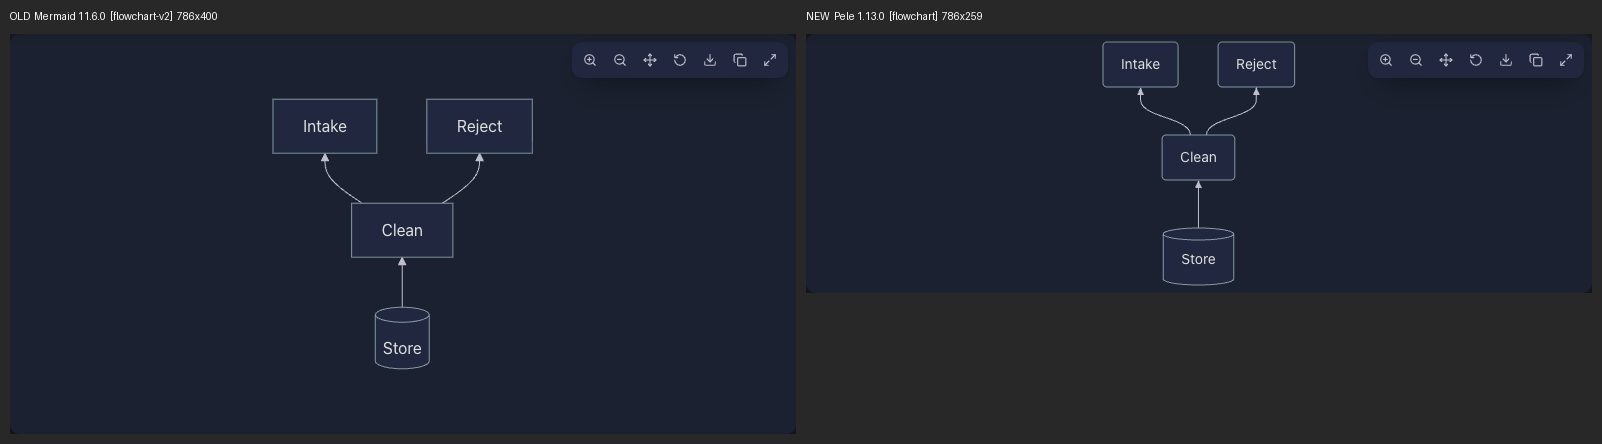 OLD Mermaid 11.6.0 [flowchart-v2] 786x400
Intake
Reject
Clean
Store
NEW Pele 1.13.0 [flowchart] 786x259
Intake
Reject
Clean
Store